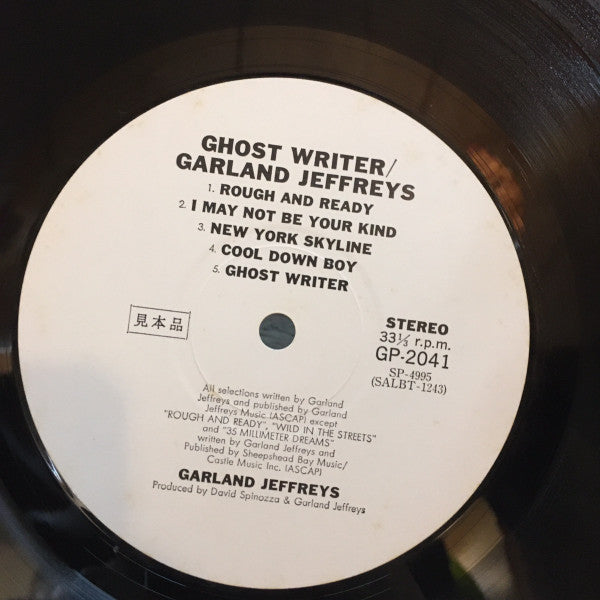 GHOST WRITER/
GARLAND JEFFREYS
1. ROUGH AND READY
2. I MAY NOT BE YOUR KIND
3. NEW YORK SKYLINE
4. COOL DOWN BOY
5. GHOST WRITER
見本品
STEREO
33⅓ r.p.m.
GP-2041
SP-4995
(SALBT-1243)
All selections written by Garland
Jeffreys and published by Garland
Jeffreys Music (ASCAP) except
"ROUGH AND READY", "WILD IN THE STREETS"
and "35 MILLIMETER DREAMS"
written by Garland Jeffreys and
Published by Sheepshead Bay Music/
Castle Music Inc. (ASCAP)
GARLAND JEFFREYS
Produced by David Spinozza & Garland Jeffreys